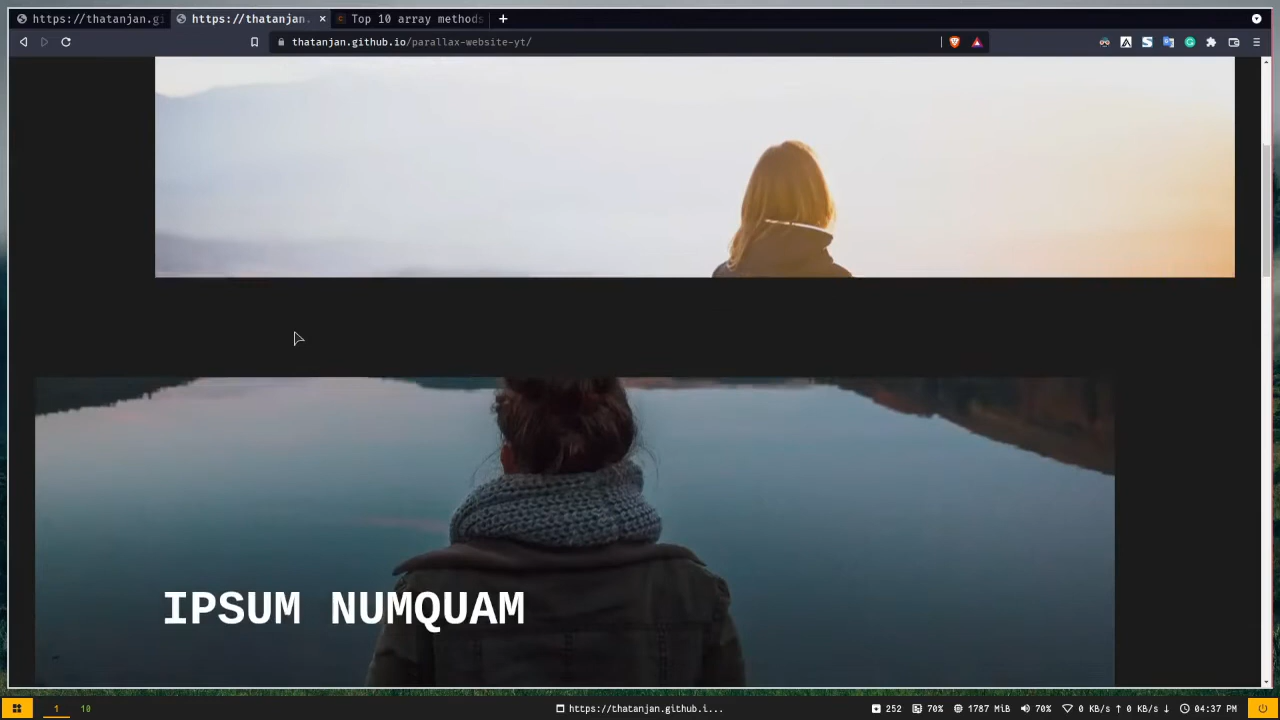 https://thatanjan.gi
https://thatanjan.
Top 10 array methods
thatanjan.github.io/parallax-website-yt/
IPSUM NUMQUAM
1
10
https://thatanjan.github.i...
252
70%
1787 MiB
70%
0 KB/s ↑ 0 KB/s ↓
04:37 PM